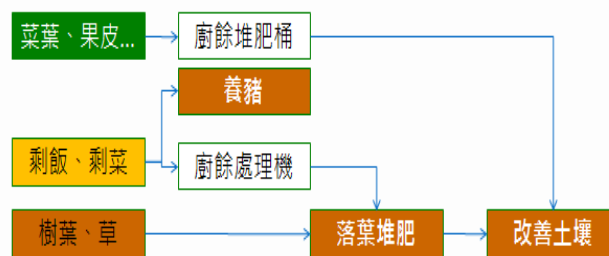 菜葉、果皮...
廚餘堆肥桶
養豬
剩飯、剩菜
廚餘處理機
樹葉、草
落葉堆肥
改善土壤